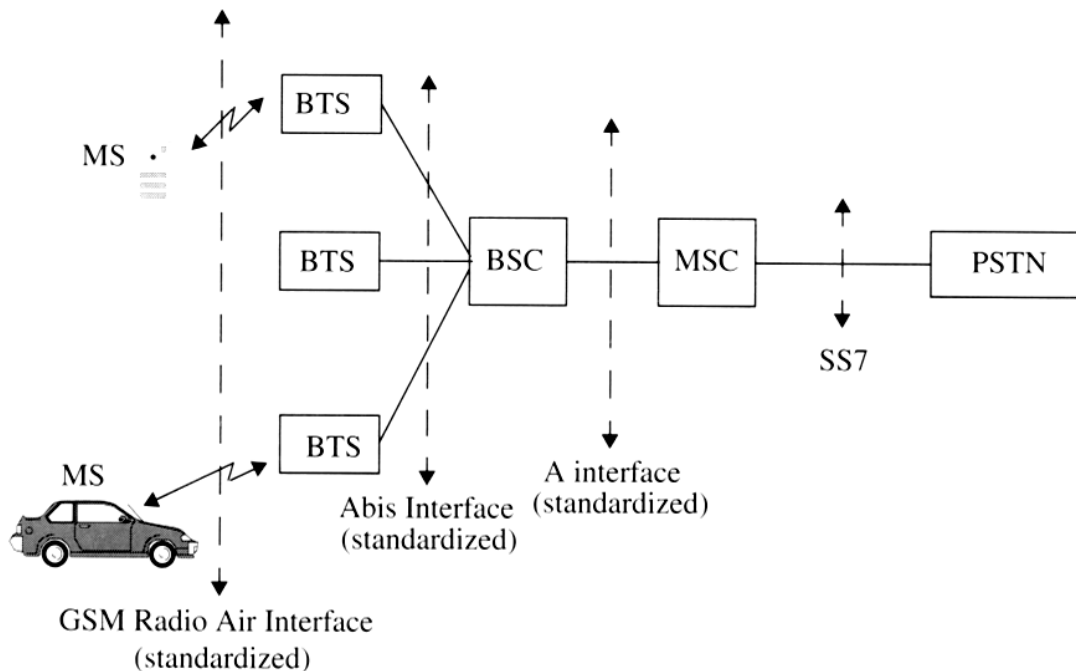 BTS
MS
BTS
BSC
MSC
PSTN
SS7
BTS
MS
A interface
(standardized)
Abis Interface
(standardized)
GSM Radio Air Interface
(standardized)